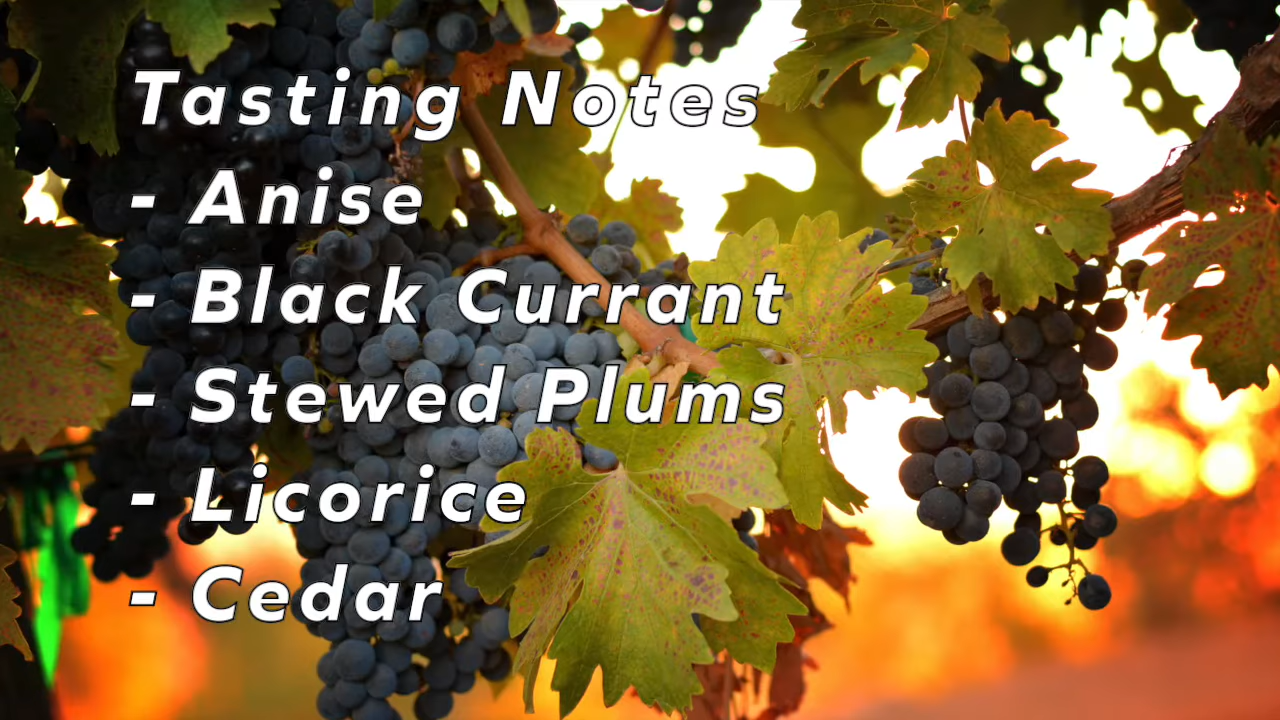 Tasting Notes
- Anise
- Black Currant
- Stewed Plums
- Licorice
- Cedar